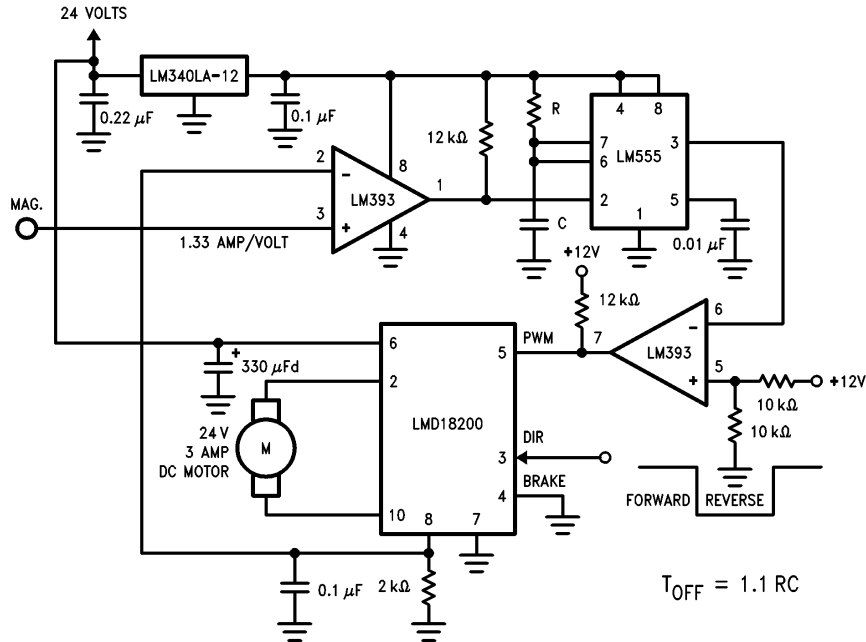 24 VOLTS
LM340LA-12
0.22 µF
0.1 µF
12 kΩ
R
4
8
7
6
LM555
3
2
5
1
C
0.01 µF
2
8
LM393
1
3
4
MAG.
1.33 AMP/VOLT
+12V
12 kΩ
6
LM393
7
5
+12V
10 kΩ
10 kΩ
330 µFd
6
5
PWM
2
LMD18200
24 V
3 AMP
DC MOTOR
M
DIR
3
BRAKE
4
10
8
7
FORWARD
REVERSE
0.1 µF
2 kΩ
T_OFF = 1.1 RC